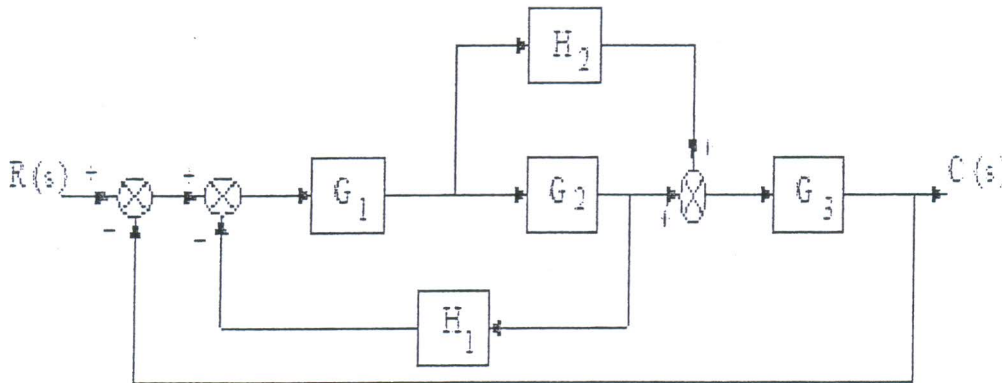 H2
+
R(s) + + G1 G2 + G3 C(s)
- -
H1